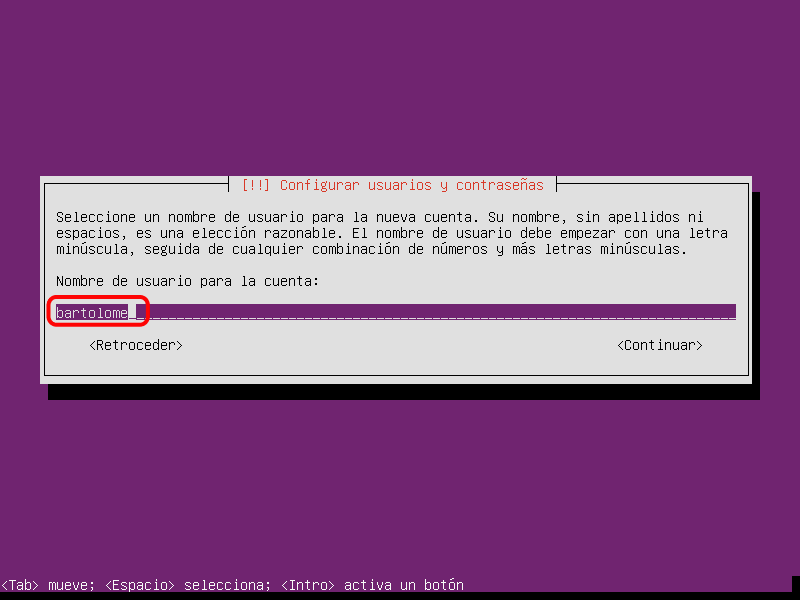 [!!] Configurar usuarios y contraseñas
Seleccione un nombre de usuario para la nueva cuenta. Su nombre, sin apellidos ni
espacios, es una elección razonable. El nombre de usuario debe empezar con una letra
minúscula, seguida de cualquier combinación de números y más letras minúsculas.
Nombre de usuario para la cuenta:
bartolome
<Retroceder> <Continuar>
<Tab> mueve; <Espacio> selecciona; <Intro> activa un botón